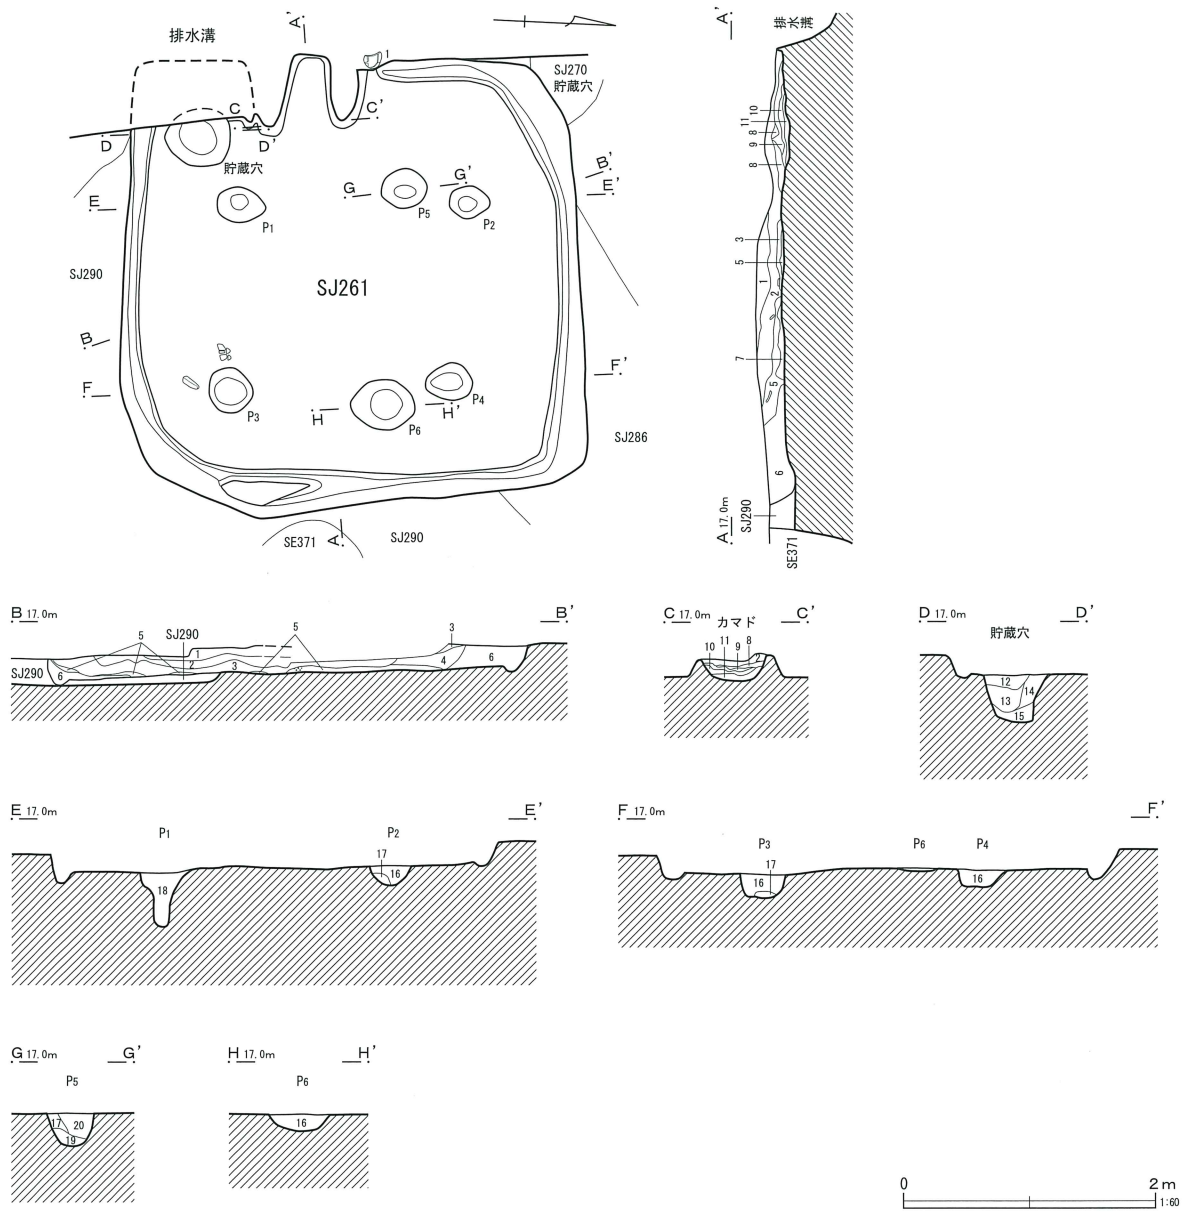 A'
排水溝
1
SJ270
貯蔵穴
C
C'
D
D'
貯蔵穴
B'
E'
G
G'
E
P5
P2
P1
SJ290
SJ261
B
F'
F
P3
H
H'
P4
P6
SJ286
SE371
A
SJ290
A'
排水溝
10
11
8
9
8
3
5
1
2
7
5
6
A 17.0m
SJ290
SE371
B 17.0m
B'
5
SJ290
5
3
1
2
3
4
6
SJ290
6
C 17.0m
C'
カマド
10
11
9
8
2
D 17.0m
D'
貯蔵穴
12
13
14
15
E 17.0m
E'
P1
P2
17
16
18
F 17.0m
F'
P3
P6
P4
17
16
16
G 17.0m
G'
P5
17
20
19
H 17.0m
H'
P6
16
0
2m
1:60